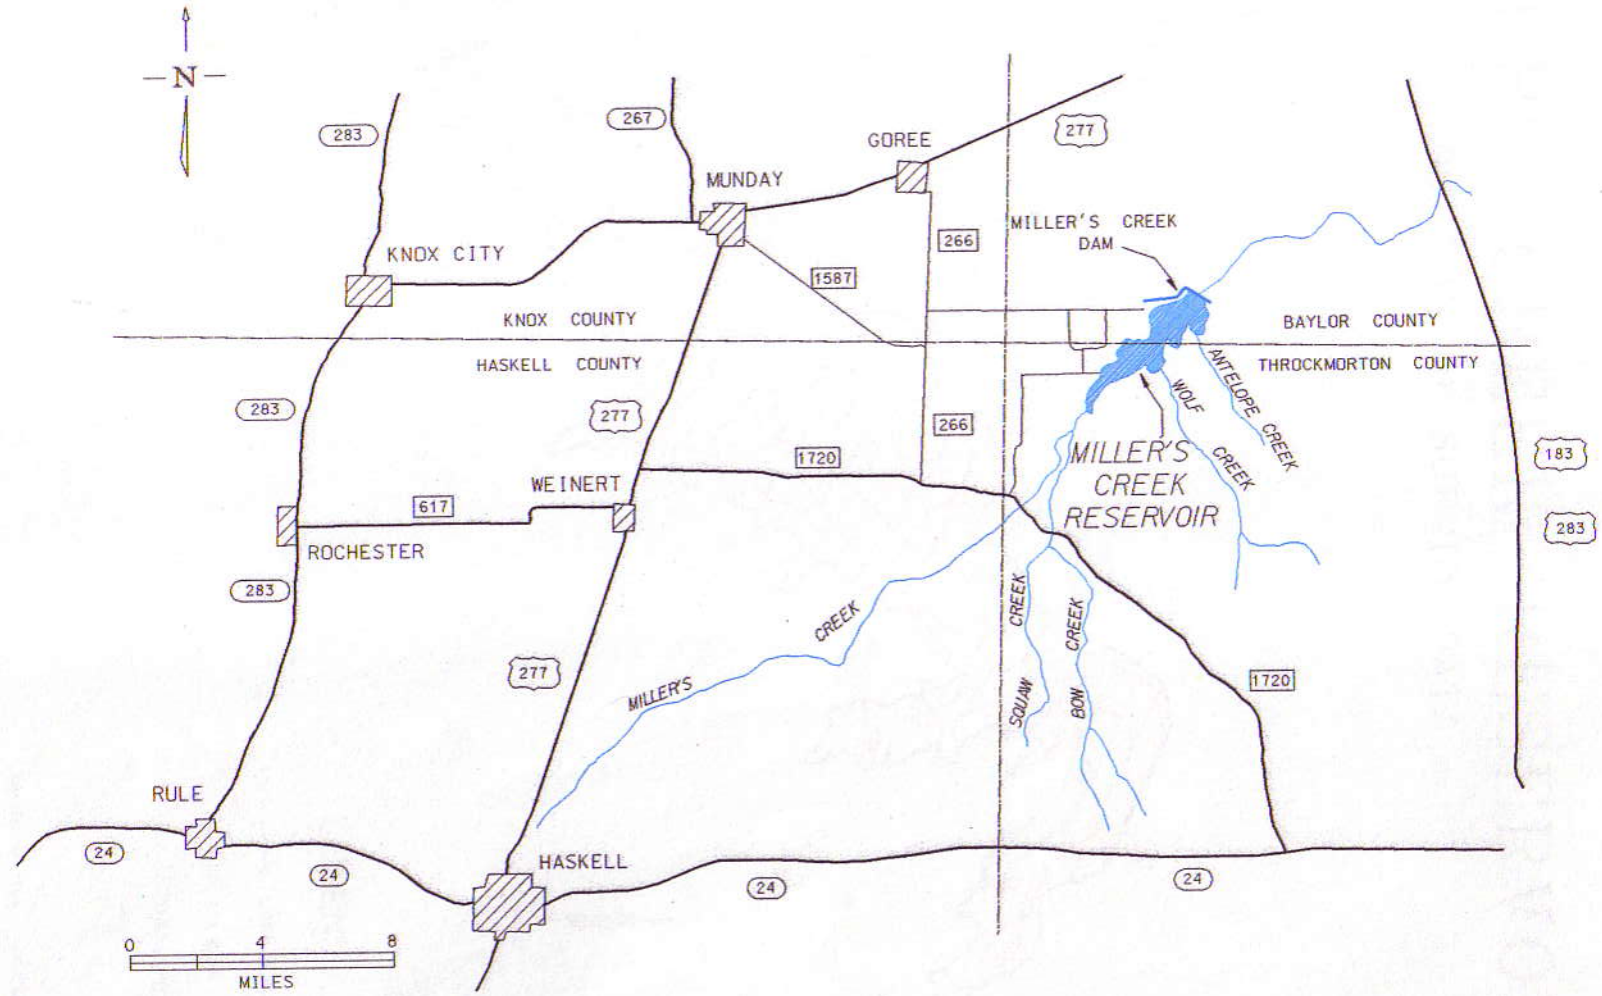 N
283
267
277
GOREE
MUNDAY
MILLER'S CREEK
DAM
266
KNOX CITY
1587
KNOX COUNTY
BAYLOR COUNTY
HASKELL COUNTY
THROCKMORTON COUNTY
ANTELOPE CREEK
WOLF
CREEK
283
277
266
MILLER'S
CREEK
RESERVOIR
1720
183
WEINERT
617
283
ROCHESTER
283
CREEK
SQUAW
CREEK
BOW
MILLER'S
CREEK
277
1720
RULE
24
24
HASKELL
24
24
0 4 8
MILES